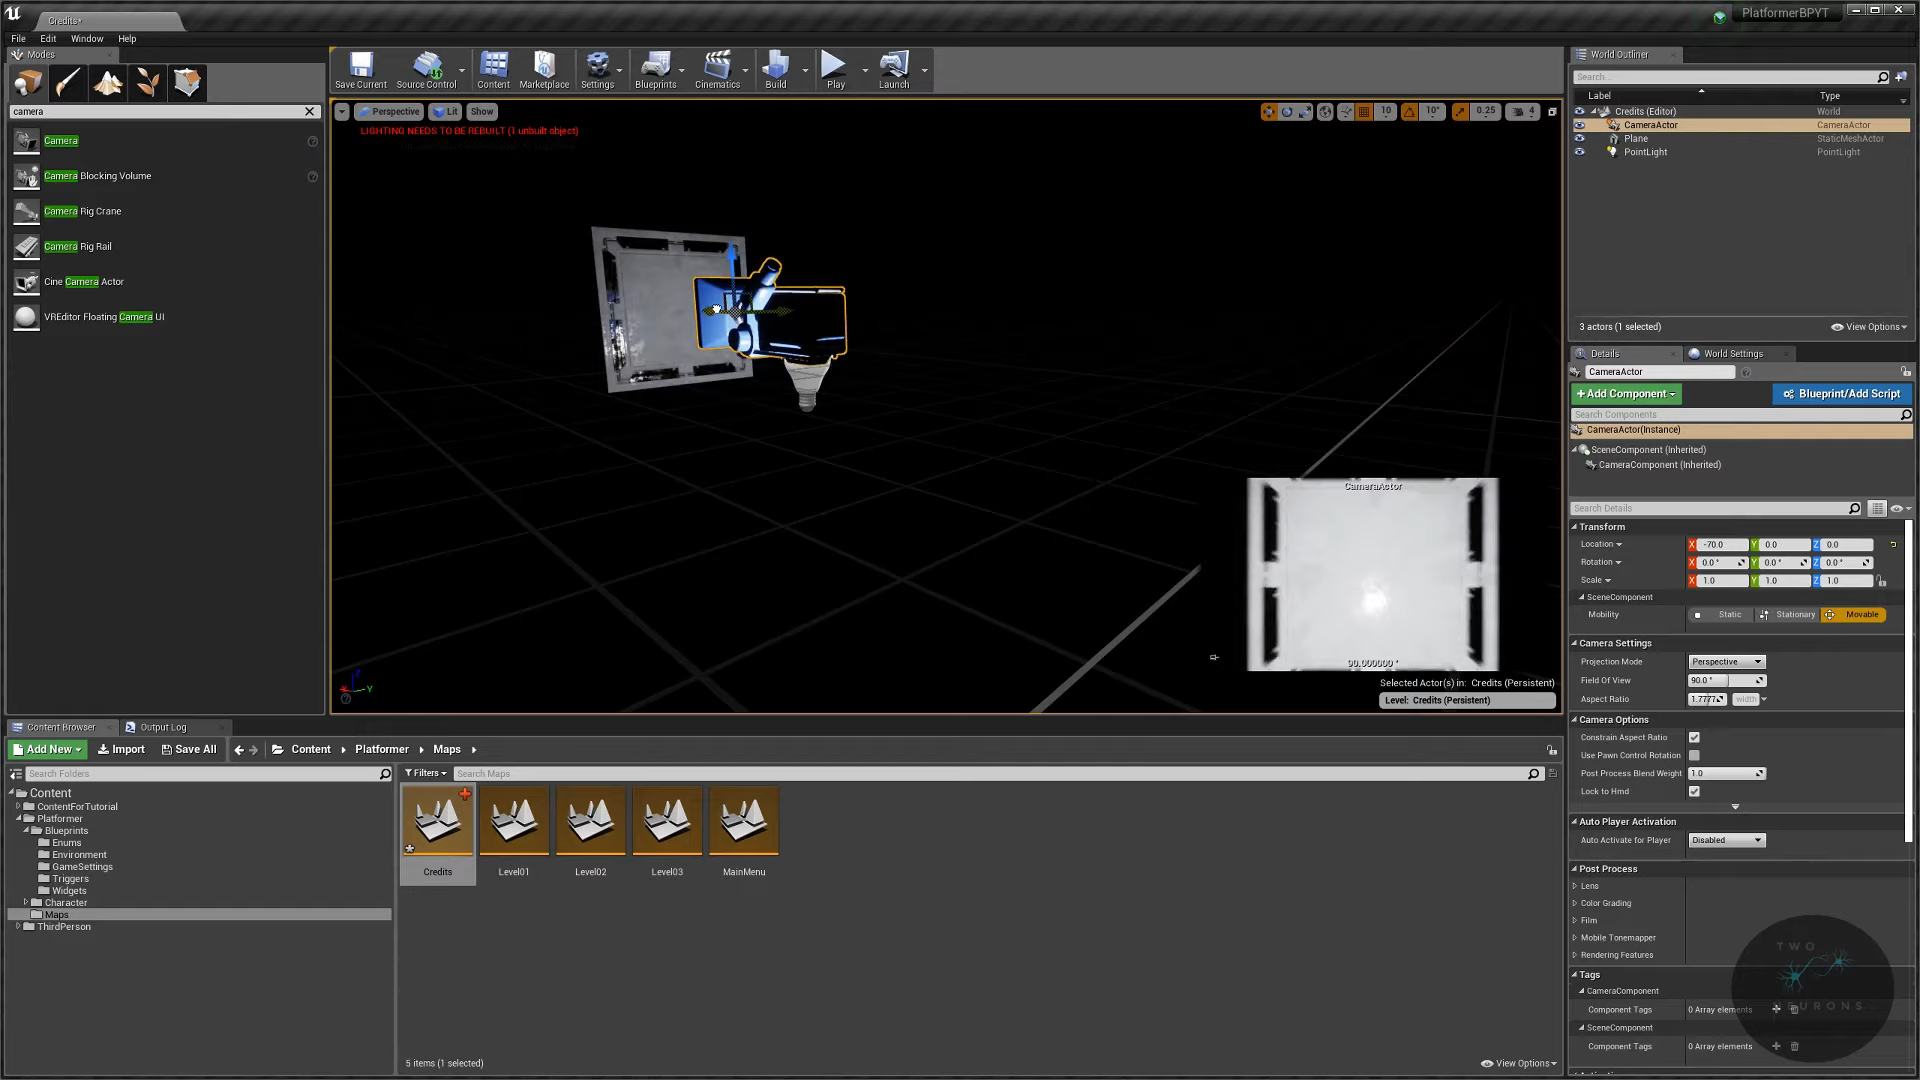 Credits*
PlatformerBPYT
File Edit Window Help
Modes
camera
Camera
Camera Blocking Volume
Camera Rig Crane
Camera Rig Rail
Cine Camera Actor
VREditor Floating Camera UI
Save Current
Source Control
Content
Marketplace
Settings
Blueprints
Cinematics
Build
Play
Launch
Perspective Lit Show
10 10° 0.25 4
LIGHTING NEEDS TO BE REBUILT (1 unbuilt object)
CameraActor
90.000000 °
Selected Actor(s) in: Credits (Persistent)
Level: Credits (Persistent)
World Outliner
Search...
Label Type
Credits (Editor) World
CameraActor CameraActor
Plane StaticMeshActor
PointLight PointLight
3 actors (1 selected) View Options
Details World Settings
CameraActor
+Add Component Blueprint/Add Script
Search Components
CameraActor(Instance)
SceneComponent (Inherited)
CameraComponent (Inherited)
Search Details
Transform
Location X -70.0 Y 0.0 Z 0.0
Rotation X 0.0 ° Y 0.0 ° Z 0.0 °
Scale X 1.0 Y 1.0 Z 1.0
SceneComponent
Mobility Static Stationary Movable
Camera Settings
Projection Mode Perspective
Field Of View 90.0 °
Aspect Ratio 1.7777 width
Camera Options
Constrain Aspect Ratio
Use Pawn Control Rotation
Post Process Blend Weight 1.0
Lock to Hmd
Auto Player Activation
Auto Activate for Player Disabled
Post Process
Lens
Color Grading
Film
Mobile Tonemapper
Rendering Features
Tags
CameraComponent
Component Tags 0 Array elements
SceneComponent
Component Tags 0 Array elements
TWO
NEURONS
Content Browser Output Log
Add New Import Save All Content Platformer Maps
Search Folders
Content
ContentForTutorial
Platformer
Blueprints
Enums
Environment
GameSettings
Triggers
Widgets
Character
Maps
ThirdPerson
Filters Search Maps
Credits Level01 Level02 Level03 MainMenu
5 items (1 selected) View Options